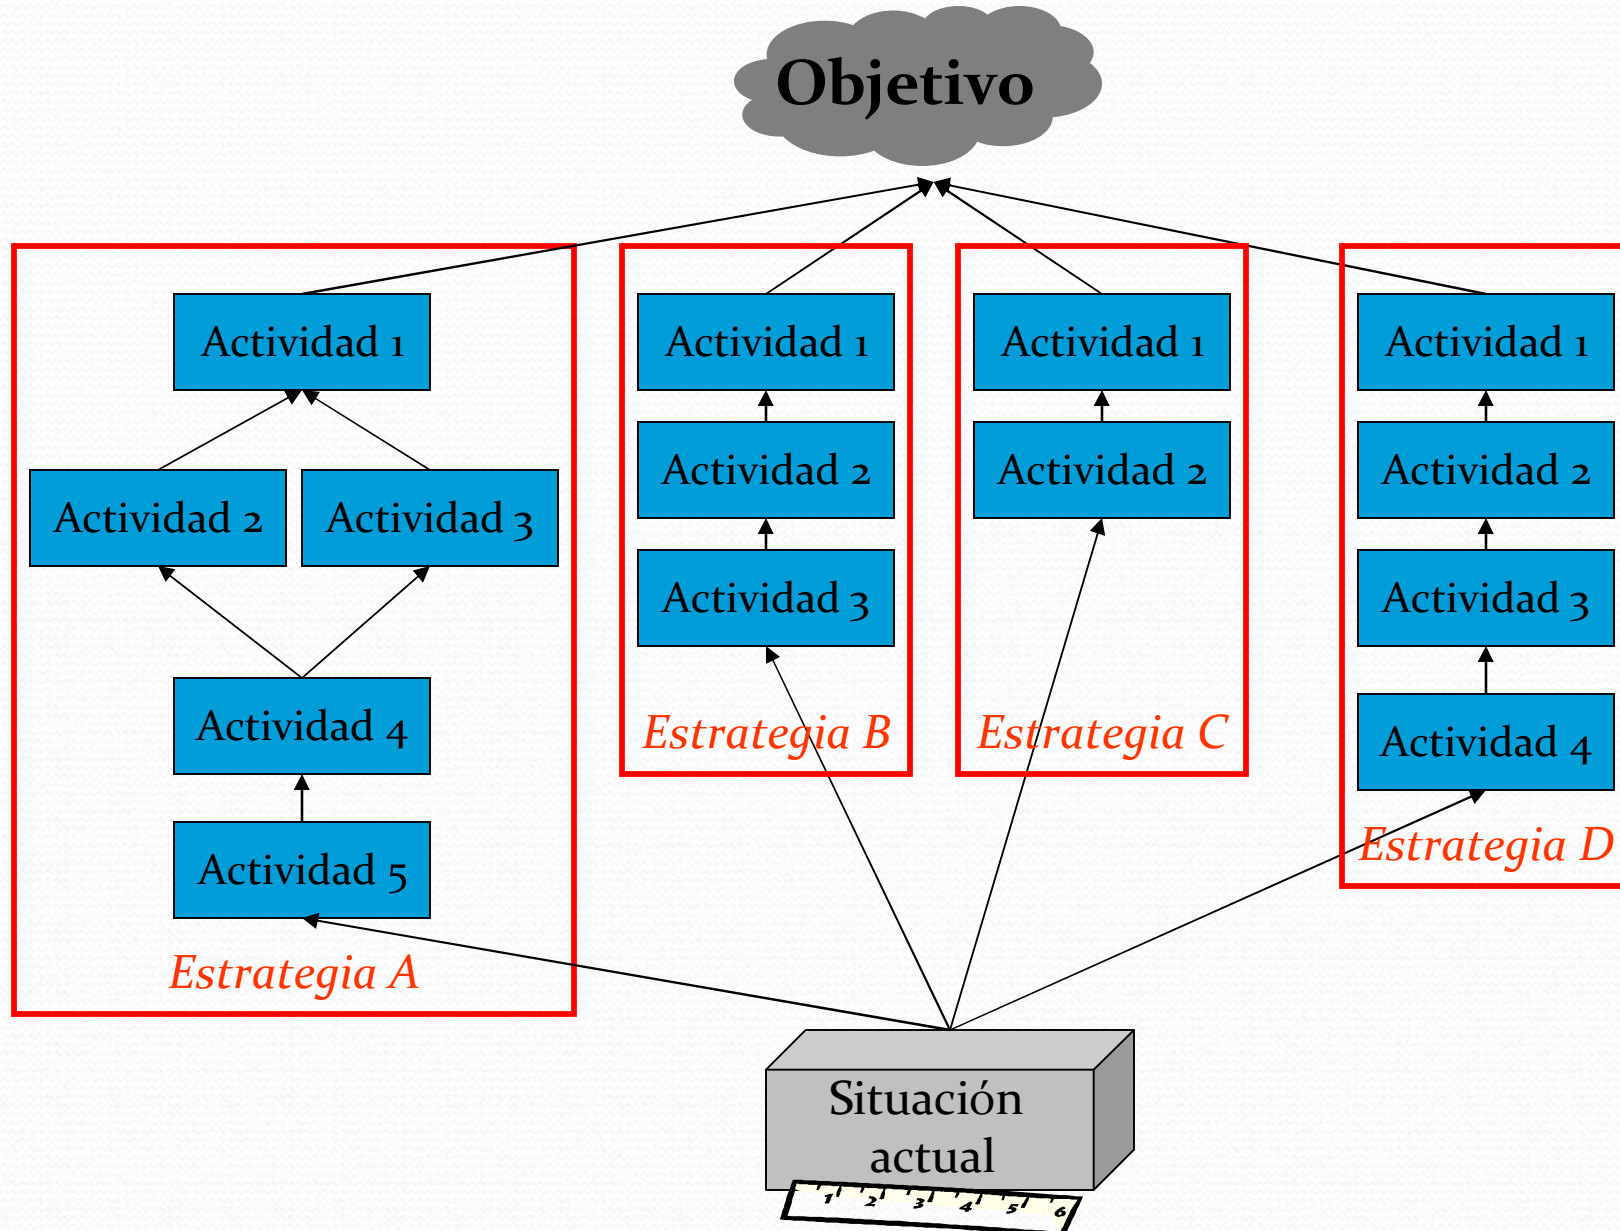 Objetivo
Actividad 1
Actividad 2
Actividad 3
Actividad 4
Actividad 5
Estrategia A
Actividad 1
Actividad 2
Actividad 3
Estrategia B
Actividad 1
Actividad 2
Estrategia C
Actividad 1
Actividad 2
Actividad 3
Actividad 4
Estrategia D
Situación
actual
1 2 3 4 5 6